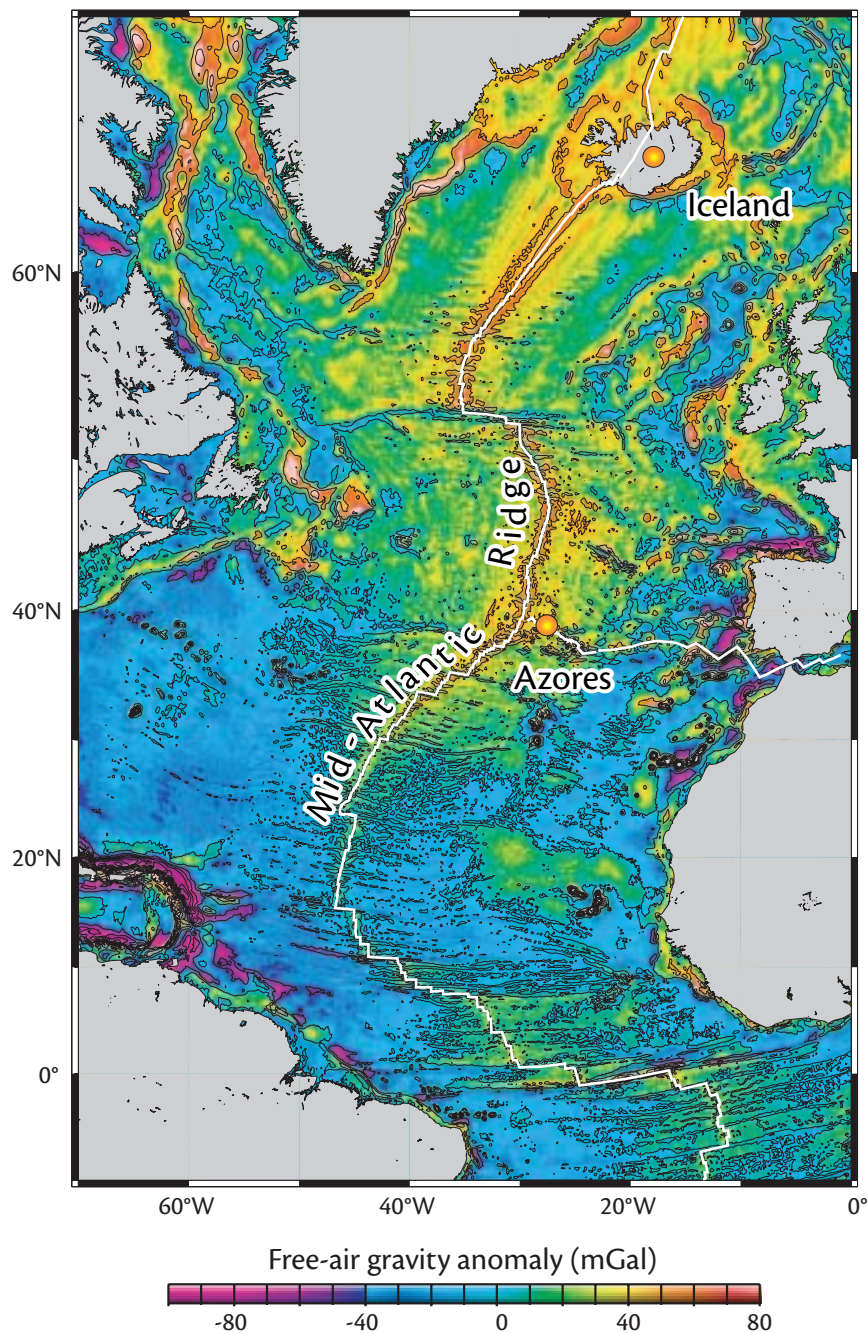 Iceland
60°N
Ridge
40°N
Mid-Atlantic
Azores
20°N
0°
60°W 40°W 20°W 0°
Free-air gravity anomaly (mGal)
-80 -40 0 40 80